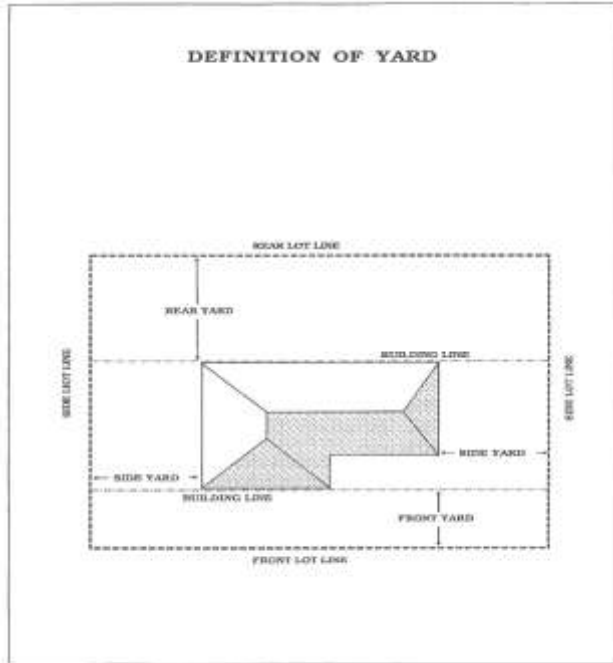 DEFINITION OF YARD
REAR LOT LINE
REAR YARD
BUILDING LINE
SIDE LOT LINE
SIDE LOT LINE
SIDE YARD
SIDE YARD
BUILDING LINE
FRONT YARD
FRONT LOT LINE